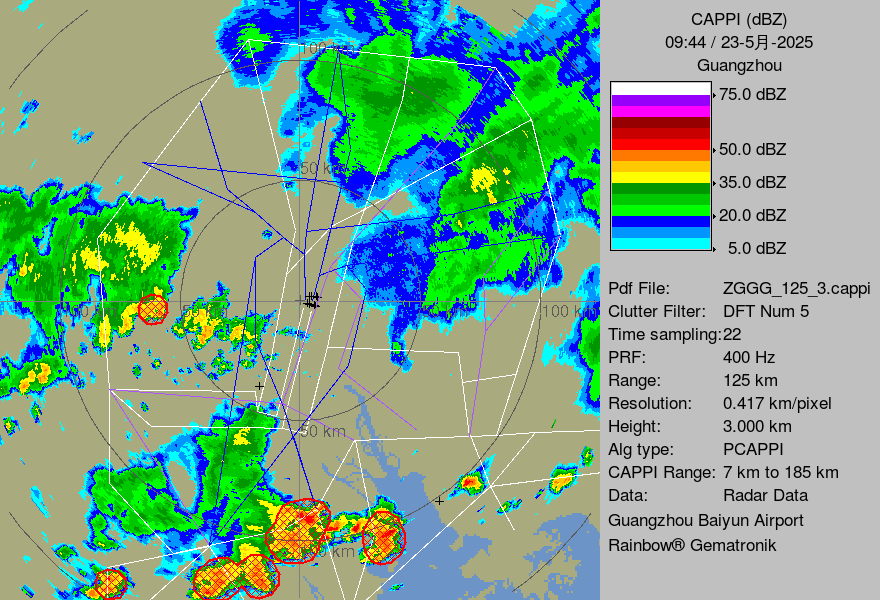 CAPPI (dBZ)
09:44 / 23-5月-2025
Guangzhou
75.0 dBZ
50.0 dBZ
35.0 dBZ
20.0 dBZ
5.0 dBZ
Pdf File: ZGGG_125_3.cappi
Clutter Filter: DFT Num 5
Time sampling:22
PRF: 400 Hz
Range: 125 km
Resolution: 0.417 km/pixel
Height: 3.000 km
Alg type: PCAPPI
CAPPI Range: 7 km to 185 km
Data: Radar Data
Guangzhou Baiyun Airport
Rainbow® Gematronik
100 km
50 km
100 km
50 km